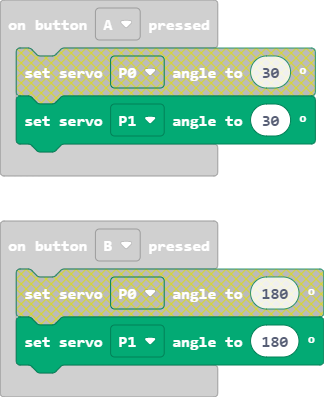 on button A pressed
set servo P0 angle to 30 °
set servo P1 angle to 30 °
on button B pressed
set servo P0 angle to 180 °
set servo P1 angle to 180 °